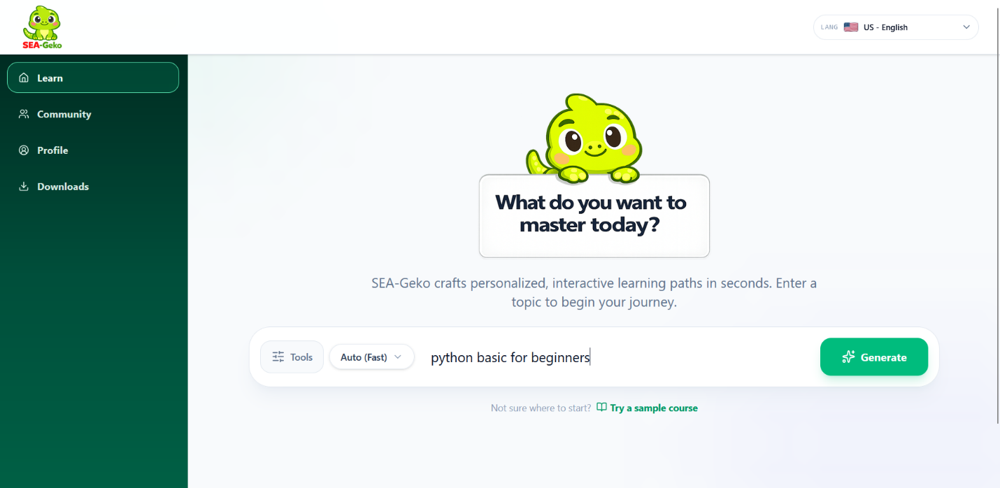 SEA-Geko
LANG US - English
Learn
Community
Profile
Downloads
What do you want to
master today?
SEA-Geko crafts personalized, interactive learning paths in seconds. Enter a
topic to begin your journey.
Tools Auto (Fast) python basic for beginners Generate
Not sure where to start? Try a sample course